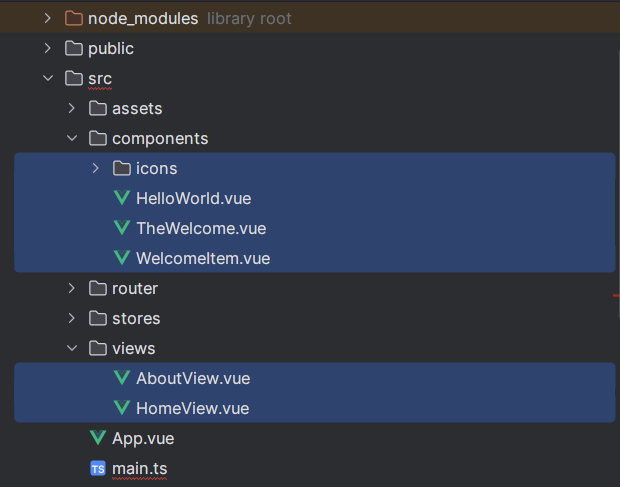 node_modules library root
public
src
assets
components
icons
HelloWorld.vue
TheWelcome.vue
WelcomeItem.vue
router
stores
views
AboutView.vue
HomeView.vue
App.vue
TS main.ts